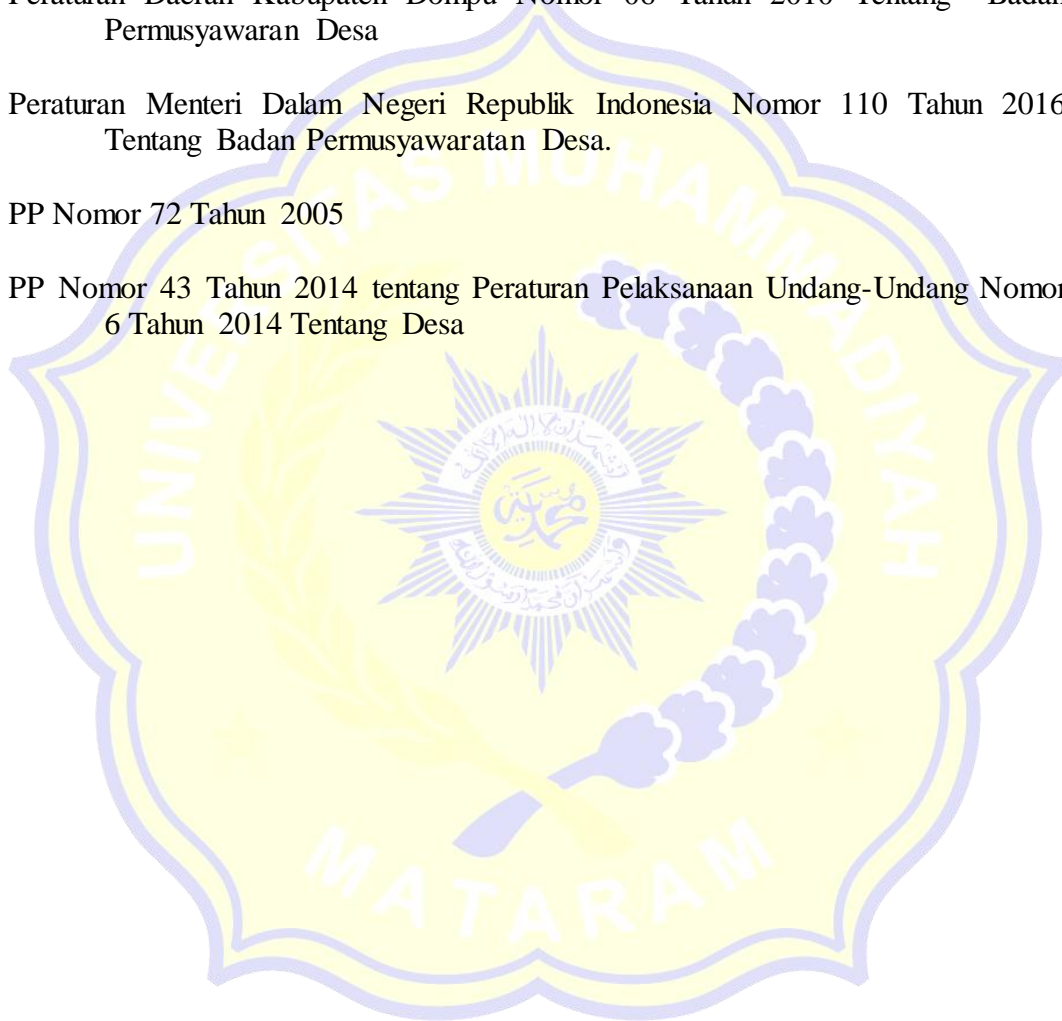 Peraturan Daerah Kabupaten Dompu Nomor 06 Tahun 2010 Tentang Badan
Permusyawaran Desa
Peraturan Menteri Dalam Negeri Republik Indonesia Nomor 110 Tahun 2016
Tentang Badan Permusyawaratan Desa.
PP Nomor 72 Tahun 2005
PP Nomor 43 Tahun 2014 tentang Peraturan Pelaksanaan Undang-Undang Nomor
6 Tahun 2014 Tentang Desa
UNIVERSITAS MUHAMMADIYAH
MATARAM